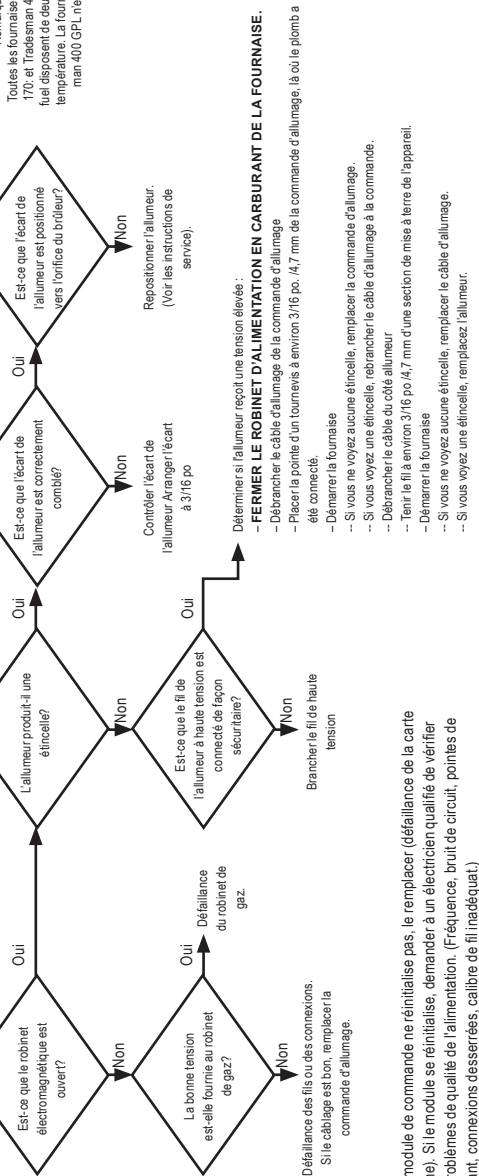 Toutes les fournaise
170: et Tradesman 4
fuel disposent de deu
température. La fourn
man 400 GPL n'e
Est-ce que le robinet
électromagnétique est
ouvert?
Oui
Non
L'allumeur produit-il une
étincelle?
Oui
Non
Est-ce que l'écart de
l'allumeur est correctement
comblé?
Oui
Non
Contrôler l'écart de
l'allumeur Arranger l'écart
à 3/16 po
Est-ce que l'écart de
l'allumeur est positionné
vers l'orifice du brûleur?
Non
Repositionner l'allumeur.
(Voir les instructions de
service).
La bonne tension
est-elle fournie au robinet
de gaz?
Oui
Défaillance
du robinet de
gaz.
Non
Défaillance des fils ou des connexions.
Si le câblage est bon, remplacer la
commande d'allumage.
Est-ce que le fil de
l'allumeur à haute tension est
connecté de façon
sécuritaire?
Oui
Non
Brancher le fil de haute
tension
Déterminer si l'allumeur reçoit une tension élevée :
– FERMER LE ROBINET D'ALIMENTATION EN CARBURANT DE LA FOURNAISE.
– Débrancher le câble d'allumage de la commande d'allumage
– Placer la pointe d'un tournevis à environ 3/16 po. /4,7 mm de la commande d'allumage, là où le plomb a
été connecté.
– Démarrer la fournaise
-- Si vous ne voyez aucune étincelle, remplacer la commande d'allumage.
-- Si vous voyez une étincelle, rebrancher le câble d'allumage à la commande.
-- Débrancher le câble du côté allumeur
-- Tenir le fil à environ 3/16 po /4,7 mm d'une section de mise à terre de l'appareil.
– Démarrer la fournaise
-- Si vous ne voyez aucune étincelle, remplacer le câble d'allumage.
-- Si vous voyez une étincelle, remplacez l'allumeur.
module de commande ne réinitialise pas, le remplacer (défaillance de la carte
ne). Si le module se réinitialise, demander à un électricien qualifié de vérifier
oblèmes de qualité de l'alimentation. (Fréquence, bruit de circuit, pointes de
nt, connexions desserrées, calibre de fil inadéquat.)